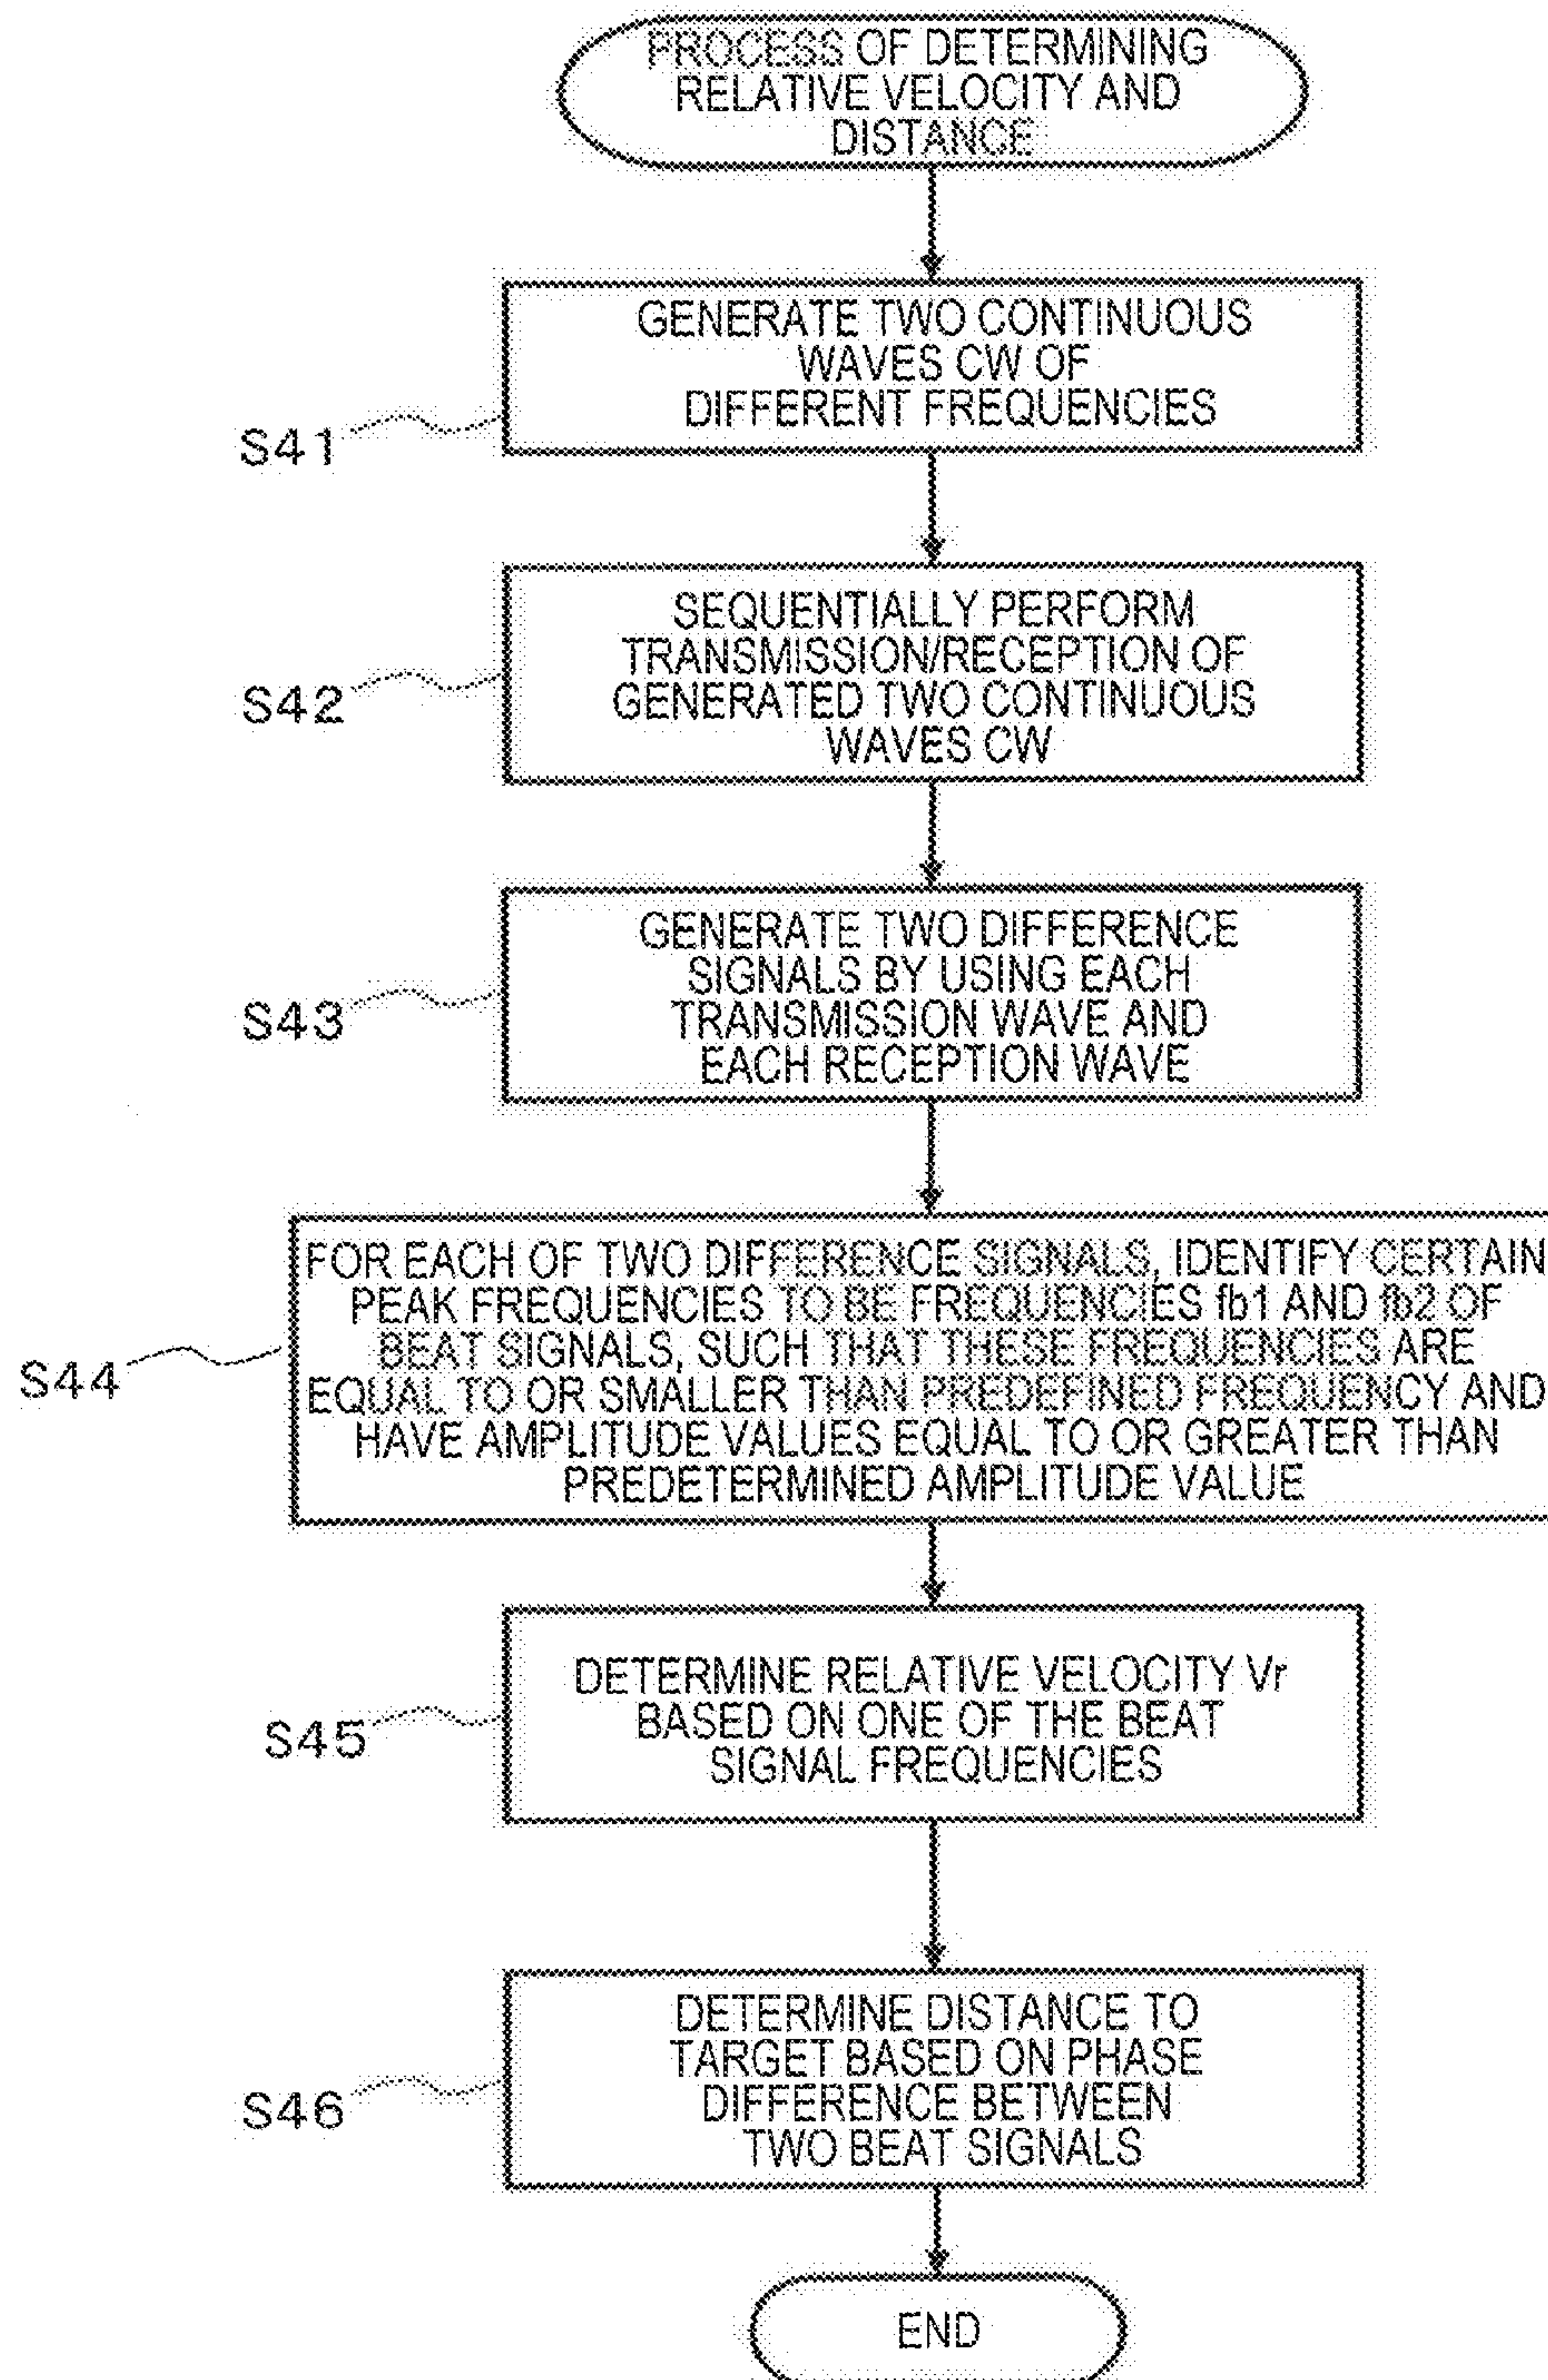 PROCESS OF DETERMINING
RELATIVE VELOCITY AND
DISTANCE
GENERATE TWO CONTINUOUS
WAVES CW OF
DIFFERENT FREQUENCIES
S41
SEQUENTIALLY PERFORM
TRANSMISSION/RECEPTION OF
GENERATED TWO CONTINUOUS
WAVES CW
S42
GENERATE TWO DIFFERENCE
SIGNALS BY USING EACH
TRANSMISSION WAVE AND
EACH RECEPTION WAVE
S43
FOR EACH OF TWO DIFFERENCE SIGNALS, IDENTIFY CERTAIN
PEAK FREQUENCIES TO BE FREQUENCIES fb1 AND fb2 OF
BEAT SIGNALS, SUCH THAT THESE FREQUENCIES ARE
EQUAL TO OR SMALLER THAN PREDEFINED FREQUENCY AND
HAVE AMPLITUDE VALUES EQUAL TO OR GREATER THAN
PREDETERMINED AMPLITUDE VALUE
S44
DETERMINE RELATIVE VELOCITY Vr
BASED ON ONE OF THE BEAT
SIGNAL FREQUENCIES
S45
DETERMINE DISTANCE TO
TARGET BASED ON PHASE
DIFFERENCE BETWEEN
TWO BEAT SIGNALS
S46
END